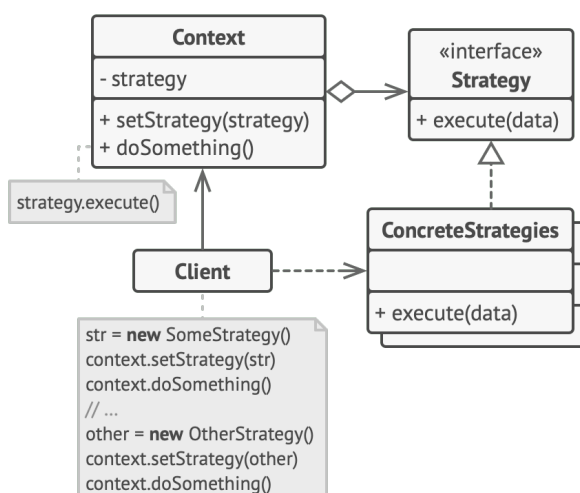 Context
- strategy
+ setStrategy(strategy)
+ doSomething()
«interface»
Strategy
+ execute(data)
strategy.execute()
Client
ConcreteStrategies
+ execute(data)
str = new SomeStrategy()
context.setStrategy(str)
context.doSomething()
// ...
other = new OtherStrategy()
context.setStrategy(other)
context.doSomething()